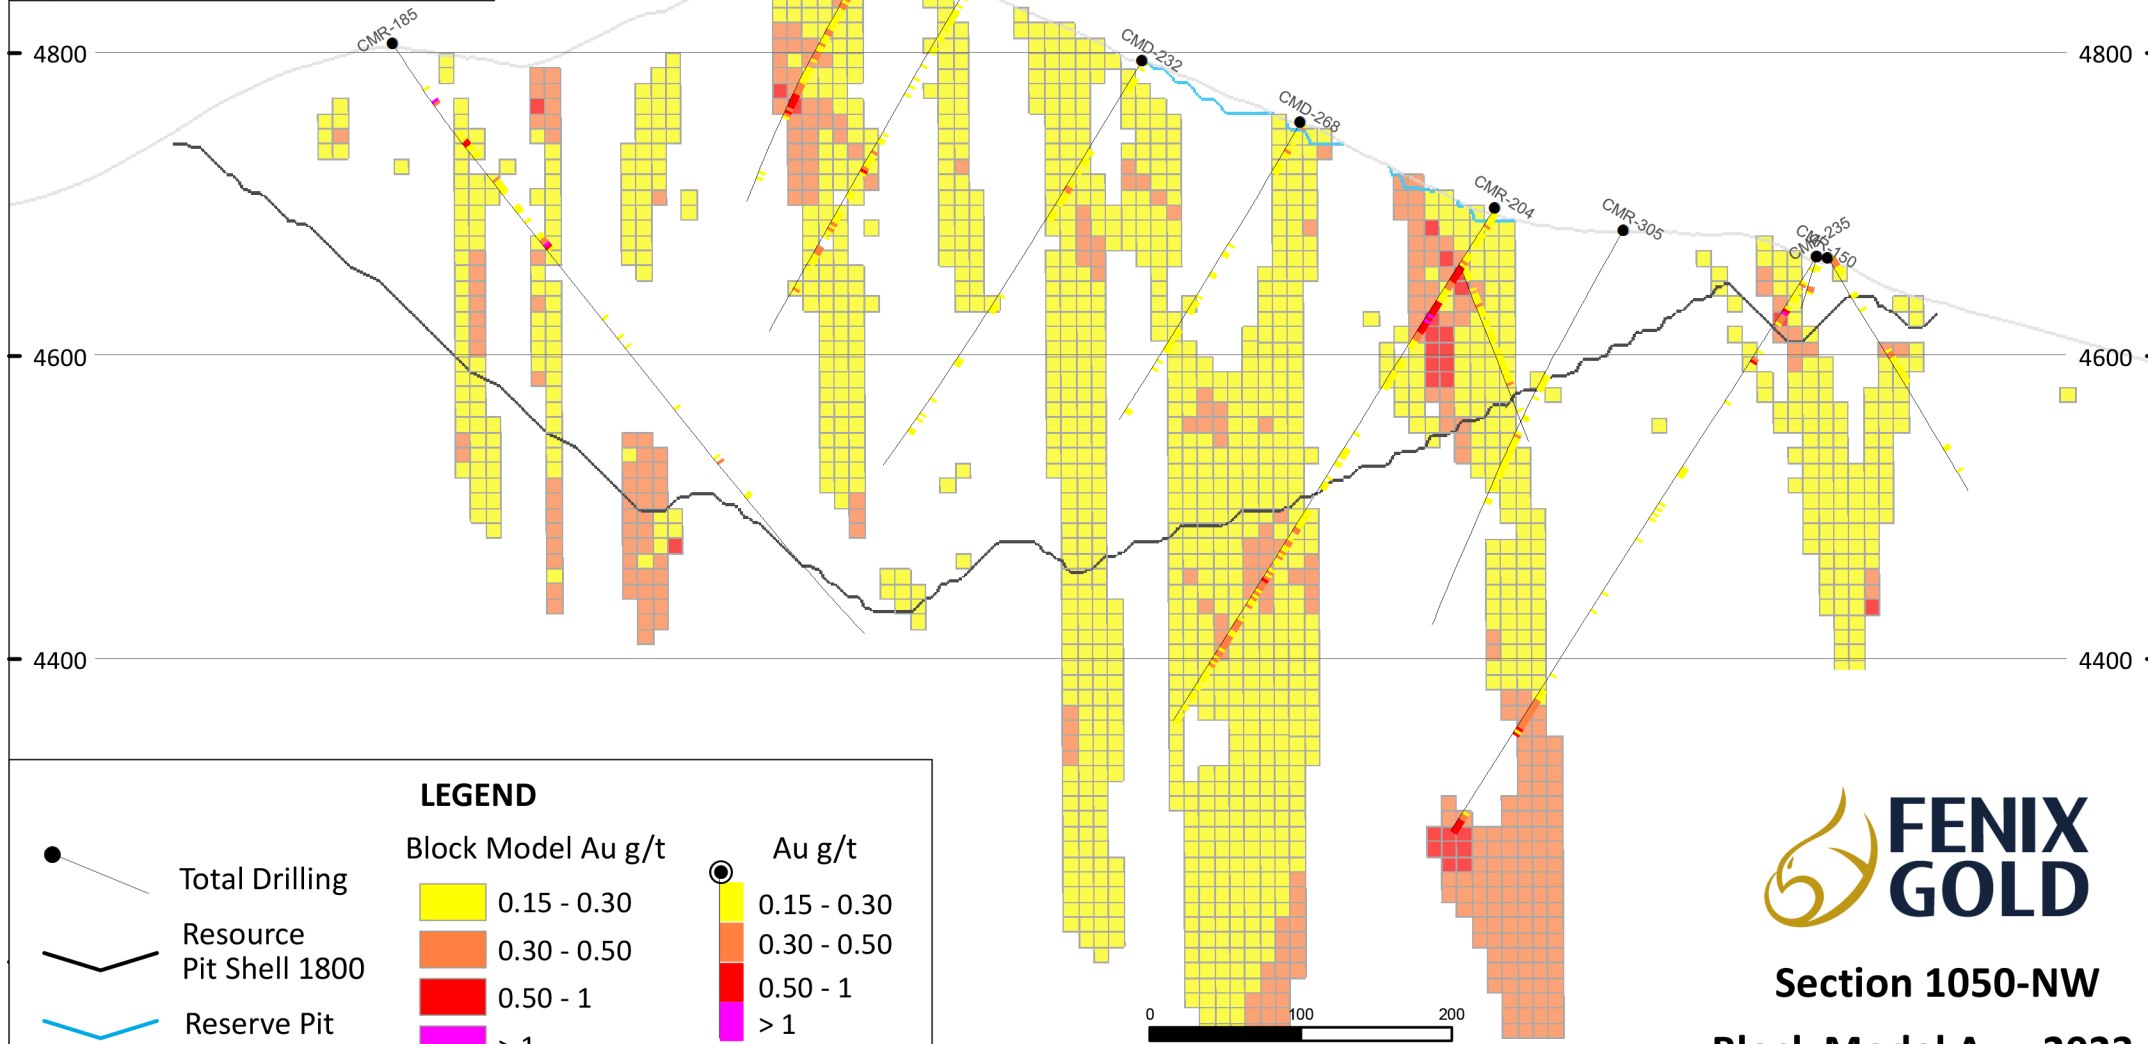 CMR-185
CMD-232
4800
4800
CMD-268
CMR-204
CMR-305
4600
4600
4400
4400
LEGEND
Block Model Au g/t
Au g/t
Total Drilling
0.15 - 0.30
0.15 - 0.30
Resource
Pit Shell 1800
0.30 - 0.50
0.30 - 0.50
0.50 - 1
0.50 - 1
Reserve Pit
> 1
0
100
200
FENIX
GOLD
Section 1050-NW